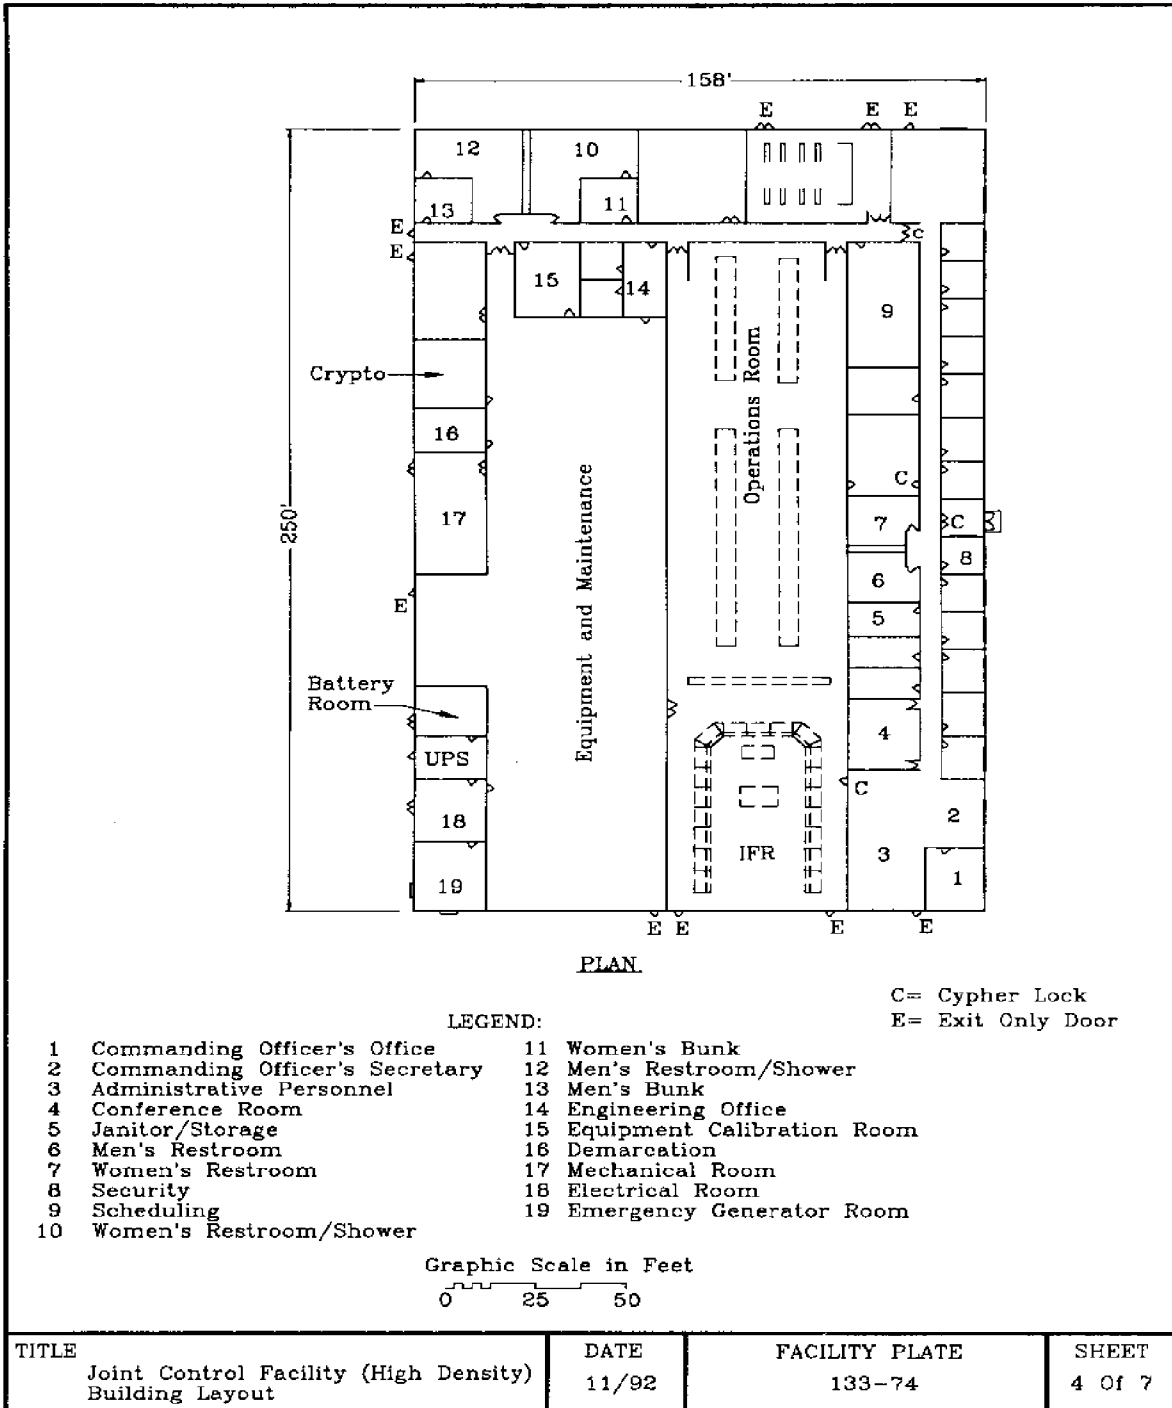 158'
E E E
12 10
13 11
E
C
E
15 14 9
Crypto
Operations Room
16
C
17 7 C
250'
Equipment and Maintenance
8
6
E
5
Battery
Room
4
UPS
C
18 2
IFR 3
19 1
E E E E
PLAN
C= Cypher Lock
E= Exit Only Door
LEGEND:
1 Commanding Officer's Office
2 Commanding Officer's Secretary
3 Administrative Personnel
4 Conference Room
5 Janitor/Storage
6 Men's Restroom
7 Women's Restroom
8 Security
9 Scheduling
10 Women's Restroom/Shower
11 Women's Bunk
12 Men's Restroom/Shower
13 Men's Bunk
14 Engineering Office
15 Equipment Calibration Room
16 Demarcation
17 Mechanical Room
18 Electrical Room
19 Emergency Generator Room
Graphic Scale in Feet
0 25 50
TITLE
Joint Control Facility (High Density)
Building Layout
DATE
11/92
FACILITY PLATE
133-74
SHEET
4 Of 7